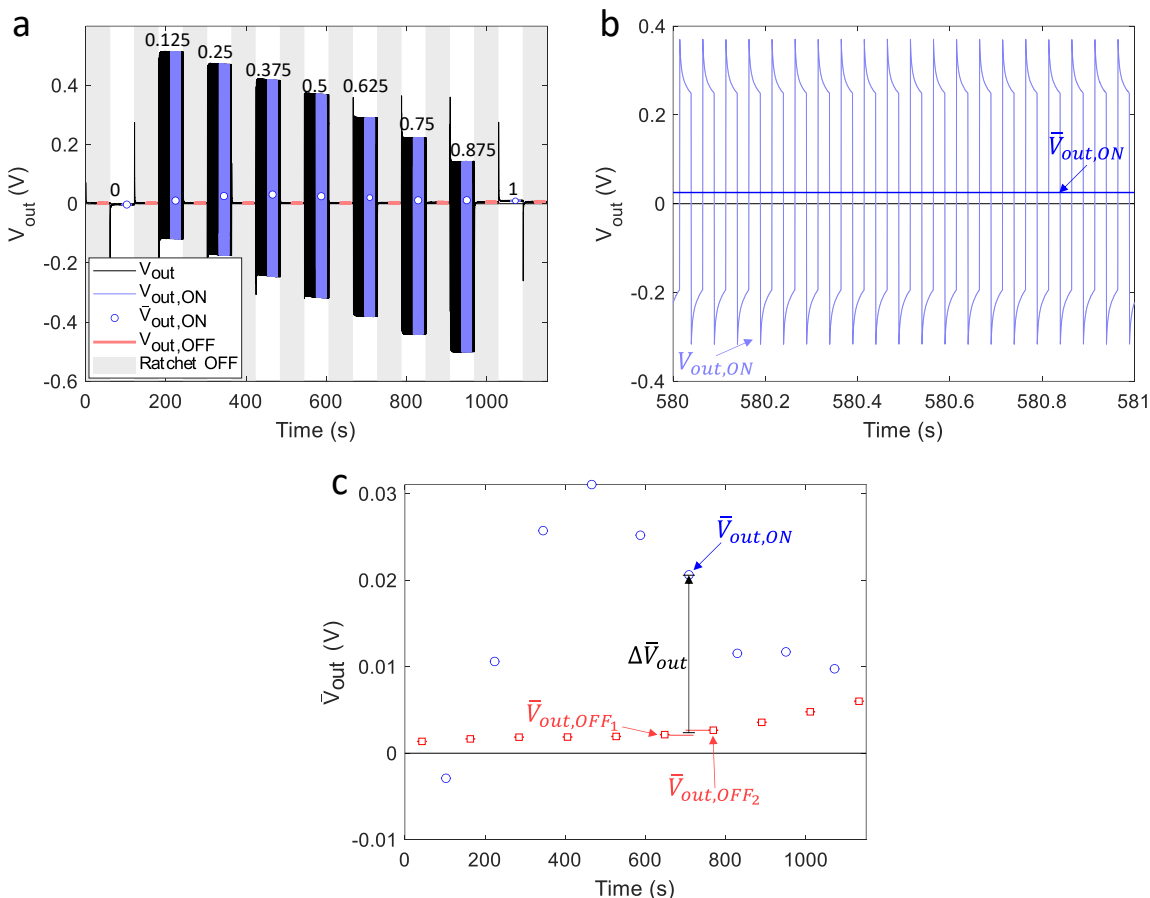 a
0.125
0.25
0.375
0.5
0.625
0.75
0.875
0
1
0.4
0.2
0
-0.2
-0.4
-0.6
V_out (V)
V_out
V_out,ON
V̄_out,ON
V_out,OFF
Ratchet OFF
0 200 400 600 800 1000
Time (s)
b
0.4
0.2
0
-0.2
-0.4
V_out (V)
V̄_out,ON
V_out,ON
580 580.2 580.4 580.6 580.8 581
Time (s)
c
0.03
0.02
0.01
0
-0.01
V̄_out (V)
V̄_out,ON
ΔV̄_out
V̄_out,OFF₁
V̄_out,OFF₂
0 200 400 600 800 1000
Time (s)